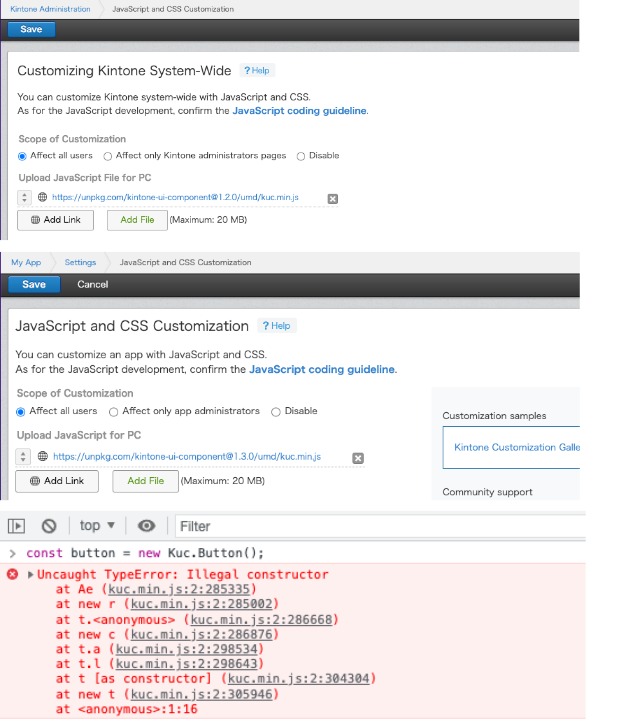 Kintone Administration JavaScript and CSS Customization
Save
Customizing Kintone System-Wide ? Help
You can customize Kintone system-wide with JavaScript and CSS.
As for the JavaScript development, confirm the JavaScript coding guideline.
Scope of Customization
Affect all users Affect only Kintone administrators pages Disable
Upload JavaScript File for PC
https://unpkg.com/kintone-ui-component@1.2.0/umd/kuc.min.js
Add Link Add File (Maximum: 20 MB)
My App Settings JavaScript and CSS Customization
Save Cancel
JavaScript and CSS Customization ? Help
You can customize an app with JavaScript and CSS.
As for the JavaScript development, confirm the JavaScript coding guideline.
Scope of Customization
Affect all users Affect only app administrators Disable
Upload JavaScript for PC
https://unpkg.com/kintone-ui-component@1.3.0/umd/kuc.min.js
Add Link Add File (Maximum: 20 MB)
Customization samples
Kintone Customization Galle
Community support
top ▼ Filter
> const button = new Kuc.Button();
Uncaught TypeError: Illegal constructor
at Ae (kuc.min.js:2:285335)
at new r (kuc.min.js:2:285002)
at t.<anonymous> (kuc.min.js:2:286668)
at new c (kuc.min.js:2:286876)
at t.a (kuc.min.js:2:298534)
at t.l (kuc.min.js:2:298643)
at t [as constructor] (kuc.min.js:2:304304)
at new t (kuc.min.js:2:305946)
at <anonymous>:1:16